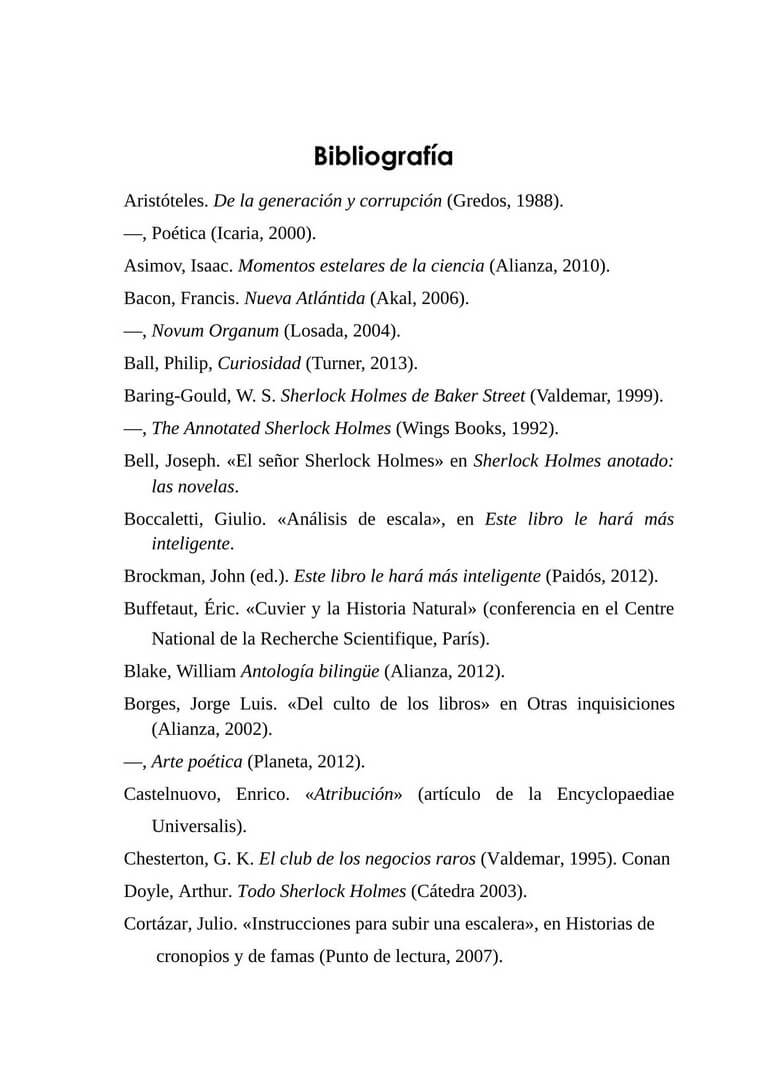 Bibliografía
Aristóteles. De la generación y corrupción (Gredos, 1988).
—, Poética (Icaria, 2000).
Asimov, Isaac. Momentos estelares de la ciencia (Alianza, 2010).
Bacon, Francis. Nueva Atlántida (Akal, 2006).
—, Novum Organum (Losada, 2004).
Ball, Philip, Curiosidad (Turner, 2013).
Baring-Gould, W. S. Sherlock Holmes de Baker Street (Valdemar, 1999).
—, The Annotated Sherlock Holmes (Wings Books, 1992).
Bell, Joseph. «El señor Sherlock Holmes» en Sherlock Holmes anotado:
las novelas.
Boccaletti, Giulio. «Análisis de escala», en Este libro le hará más
inteligente.
Brockman, John (ed.). Este libro le hará más inteligente (Paidós, 2012).
Buffetaut, Éric. «Cuvier y la Historia Natural» (conferencia en el Centre
National de la Recherche Scientifique, París).
Blake, William Antología bilingüe (Alianza, 2012).
Borges, Jorge Luis. «Del culto de los libros» en Otras inquisiciones
(Alianza, 2002).
—, Arte poética (Planeta, 2012).
Castelnuovo, Enrico. «Atribución» (artículo de la Encyclopaediae
Universalis).
Chesterton, G. K. El club de los negocios raros (Valdemar, 1995). Conan
Doyle, Arthur. Todo Sherlock Holmes (Cátedra 2003).
Cortázar, Julio. «Instrucciones para subir una escalera», en Historias de
cronopios y de famas (Punto de lectura, 2007).